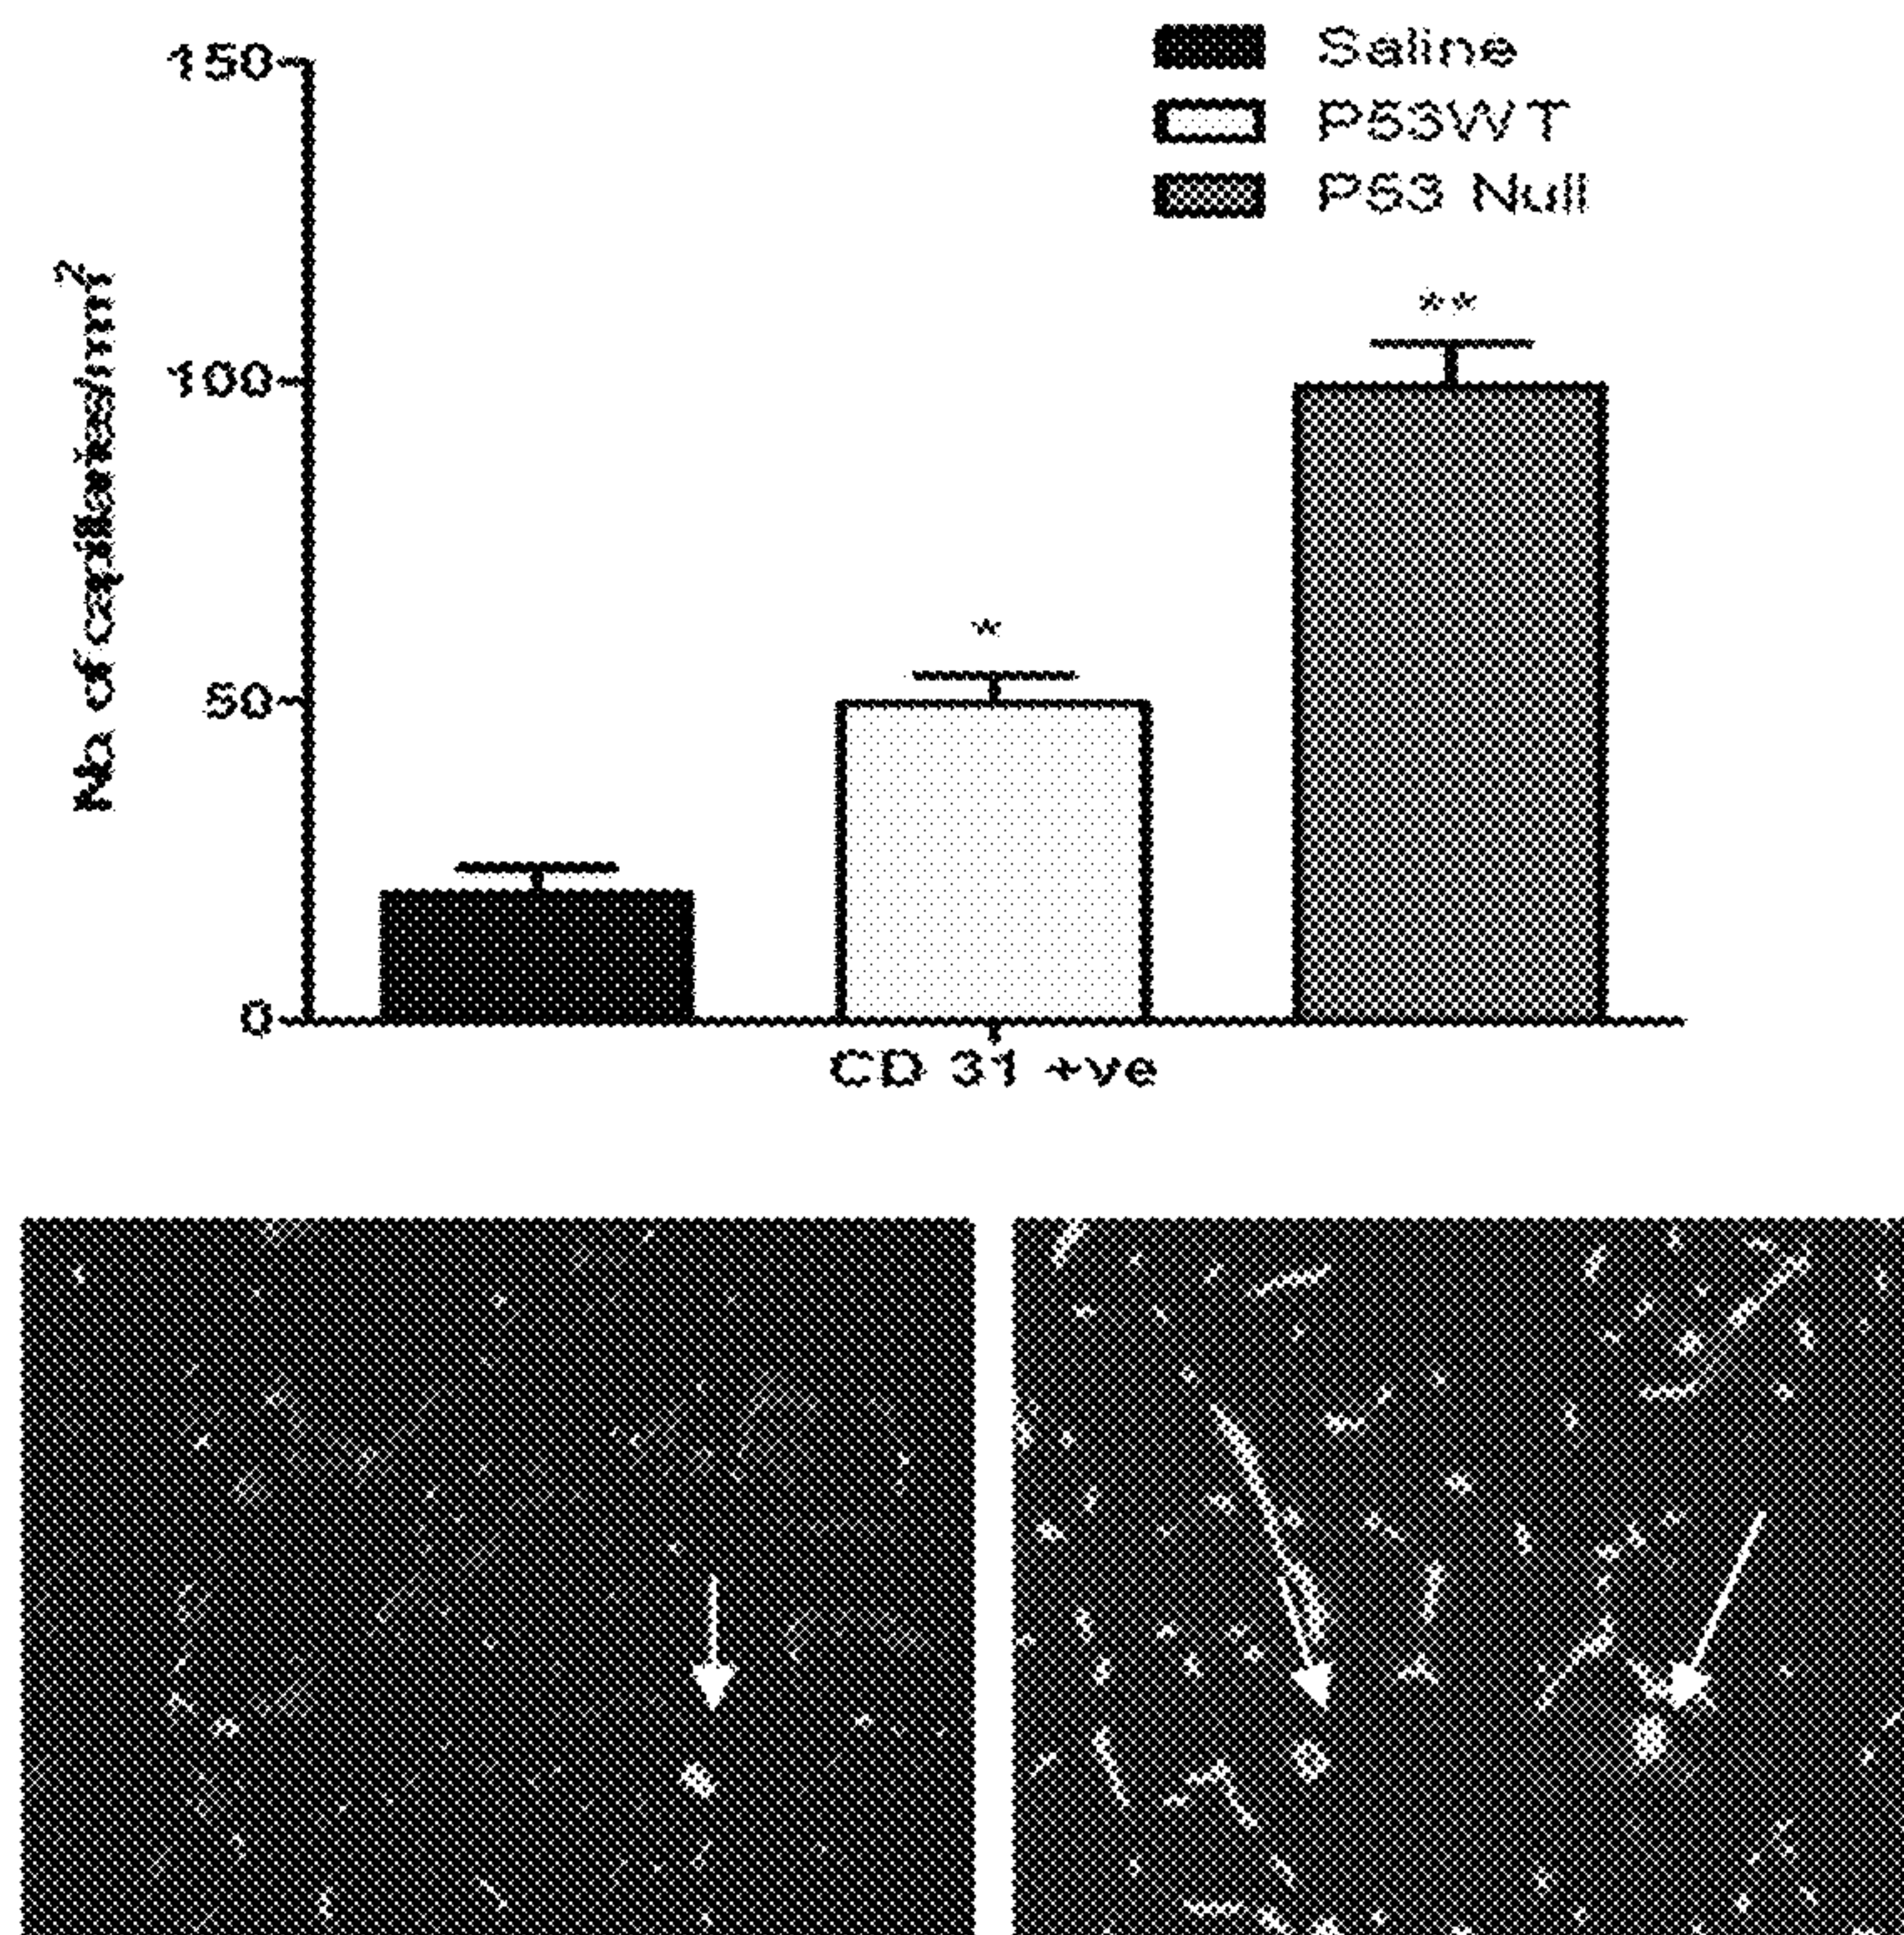 Saline
P53WT
P53 Null
No of capillaries/mm²
150
100
50
0
*
**
CD 31 +ve